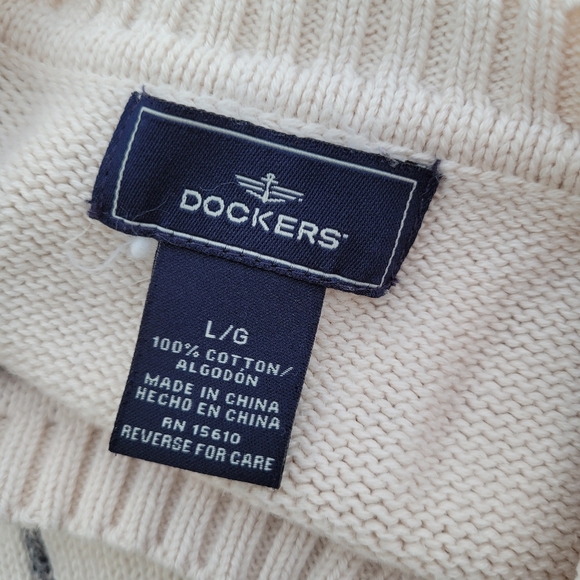 DOCKERS
L/G
100% COTTON/
ALGODÓN
MADE IN CHINA
HECHO EN CHINA
RN 15610
REVERSE FOR CARE